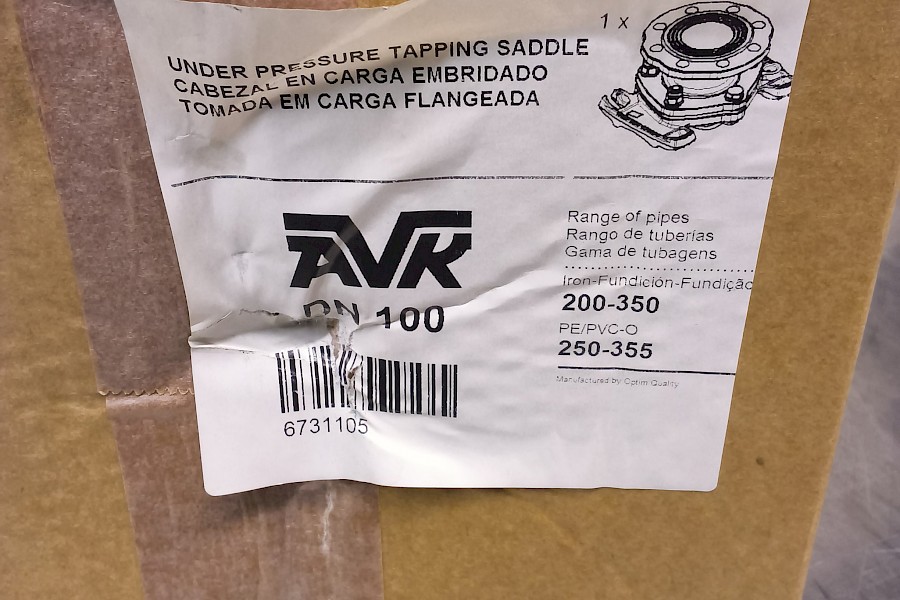 1 x
UNDER PRESSURE TAPPING SADDLE
CABEZAL EN CARGA EMBRIDADO
TOMADA EM CARGA FLANGEADA
AVK
DN 100
6731105
Range of pipes
Rango de tuberías
Gama de tubagens
Iron-Fundición-Fundição
200-350
PE/PVC-O
250-355
Manufactured by Optim Quality